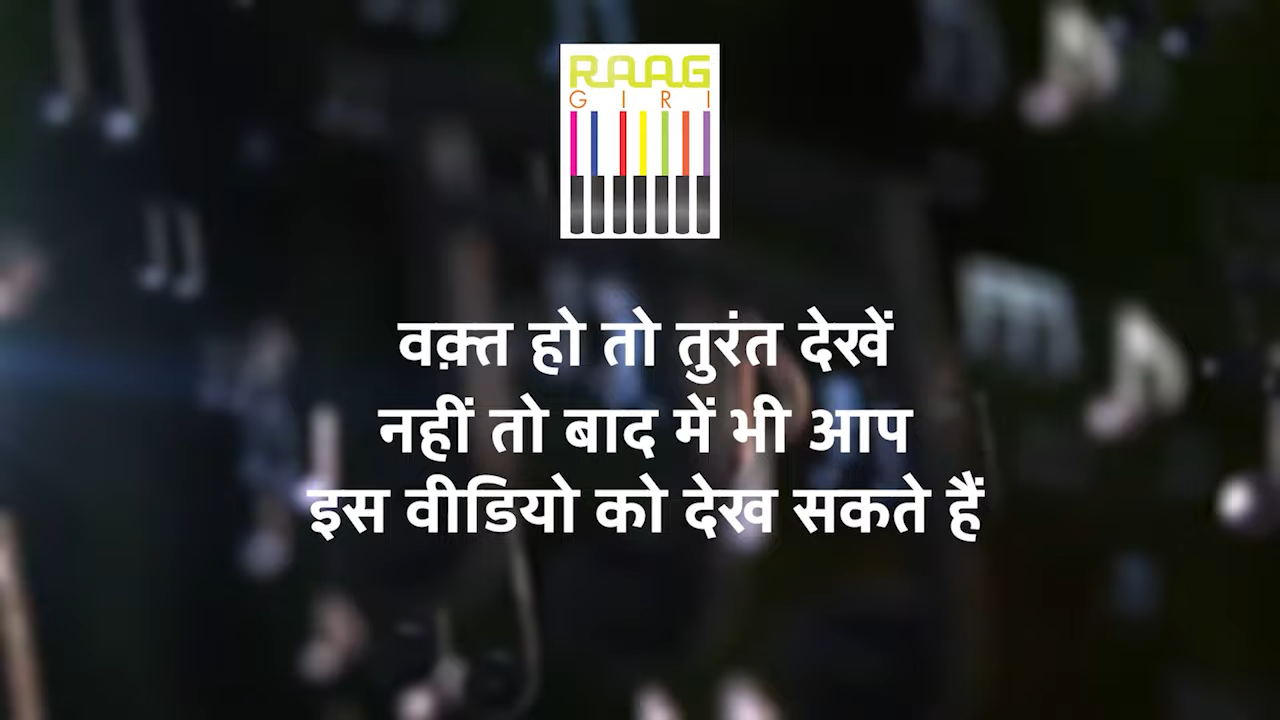 RAAG
GIRI
वक़्त हो तो तुरंत देखें
नहीं तो बाद में भी आप
इस वीडियो को देख सकते हैं